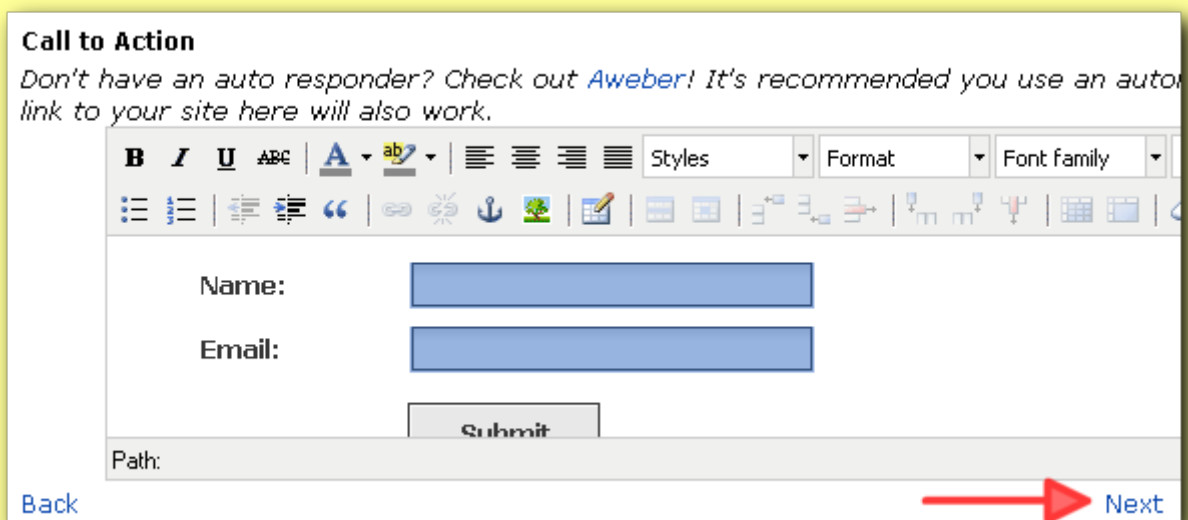 Call to Action
Don't have an auto responder? Check out Aweber! It's recommended you use an
link to your site here will also work.
B I U ABC A ab Styles Format Font family
Name:
Email:
Submit
Path:
Back Next